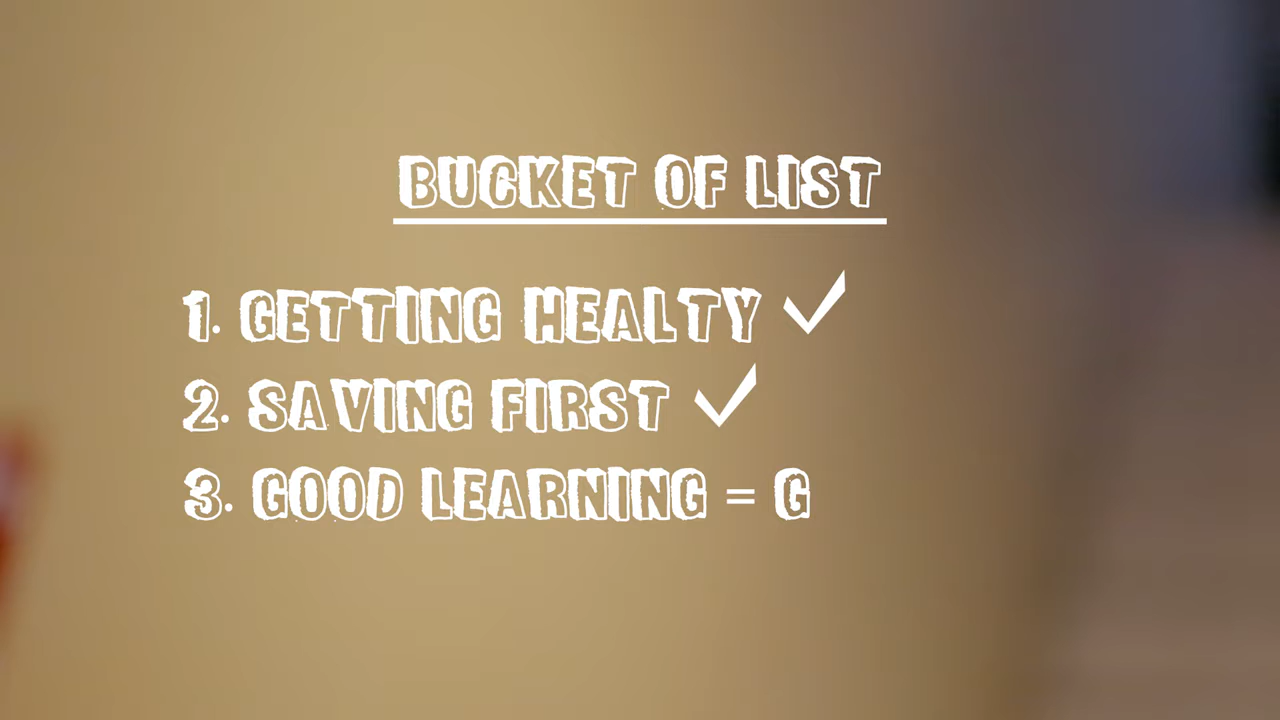 BUCKET OF LIST
1. GETTING HEALTY ✓
2. SAVING FIRST ✓
3. GOOD LEARNING = G